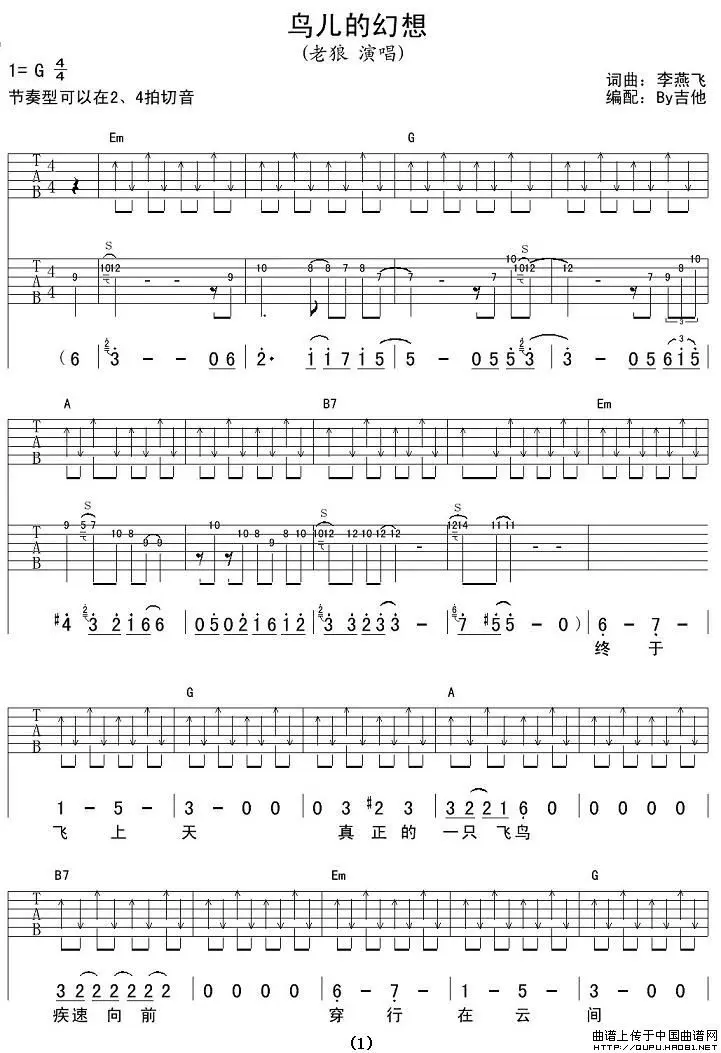 鸟儿的幻想
(老狼 演唱)
1= G 4/4
词曲：李燕飞
节奏型可以在2、4拍切音
编配：By吉他
Em G
T A B 4 4
S S
T A B 4 4 9 10 12 - - 9 10 8 8 7 8 7 7 - 7 10 10 12 12 - 7 9 8 10
(6 3 - - 0 6 2· 1 1 7 1 5 5 - 0 5 5 3 3 - 0 5 6 1 5
A B7 Em
T A B
S S S
T A B 9 5 7 10 8 9 9 10 10 8 9 8 10 10 12 12 10 12 12 - 12 14 11 11 - -
#4 3 2 1 6 6 0 5 0 2 1 6 1 2 3 3 2 3 3 - 7 #5 5 - 0) 6 - 7 -
终 于
G A
T A B
1 - 5 - 3 - 0 0 0 3 #2 3 3 2 2 1 6 0 0 0 0 0
飞 上 天 真 正 的 一 只 飞 鸟
B7 Em G
T A B
3 2 2 2 2 2 2 0 0 0 0 6 - 7 - 1 - 5 - 3 - 0 0
疾 速 向 前 穿 行 在 云 间
(1)
曲谱上传于中国曲谱网
HTTP://QUPU.HAO81.NET